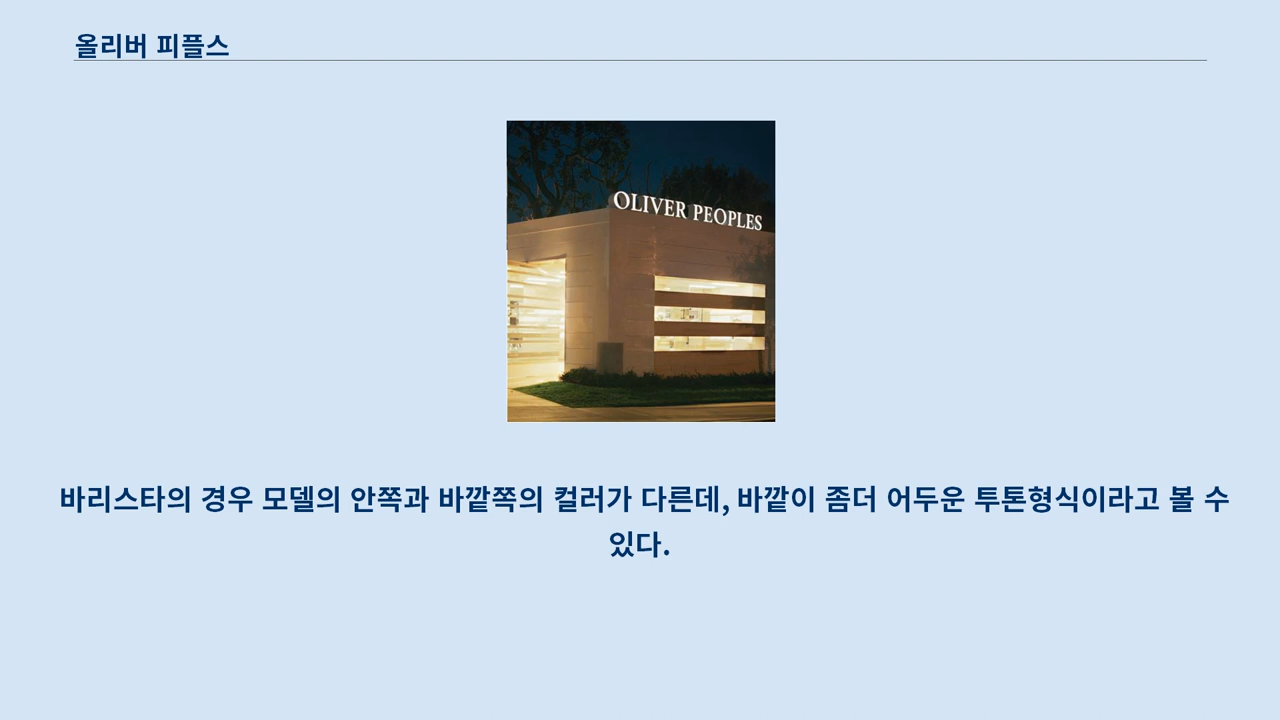 올리버 피플스
OLIVER PEOPLES
바리스타의 경우 모델의 안쪽과 바깥쪽의 컬러가 다른데, 바깥이 좀더 어두운 투톤형식이라고 볼 수
있다.